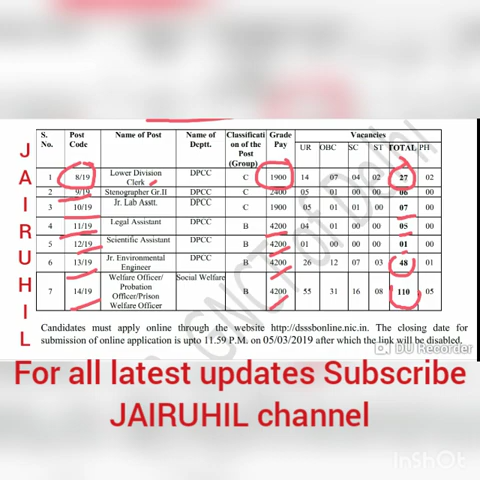 S. No. Post Code Name of Post Name of Deptt. Classificati on of the Post (Group) Grade Pay Vacancies
UR OBC SC ST TOTAL PH
1 8/19 Lower Division Clerk DPCC C 1900 14 07 04 02 27 02
2 9/19 Stenographer Gr.II DPCC C 2400 05 01 00 00 06 00
3 10/19 Jr. Lab Asstt. DPCC C 1900 05 01 01 00 07 00
4 11/19 Legal Assistant DPCC B 4200 04 01 00 00 05 00
5 12/19 Scientific Assistant DPCC B 4200 01 00 00 00 01 00
6 13/19 Jr. Environmental Engineer DPCC B 4200 26 12 07 03 48 01
7 14/19 Welfare Officer/ Probation Officer/Prison Welfare Officer Social Welfare B 4200 55 31 16 08 110 05
JAIRUHIL
GNCT of Delhi
Candidates must apply online through the website http://dsssbonline.nic.in. The closing date for
submission of online application is upto 11.59 P.M. on 05/03/2019 after which the link will be disabled.
DU Recorder
For all latest updates Subscribe
JAIRUHIL channel
InShOt